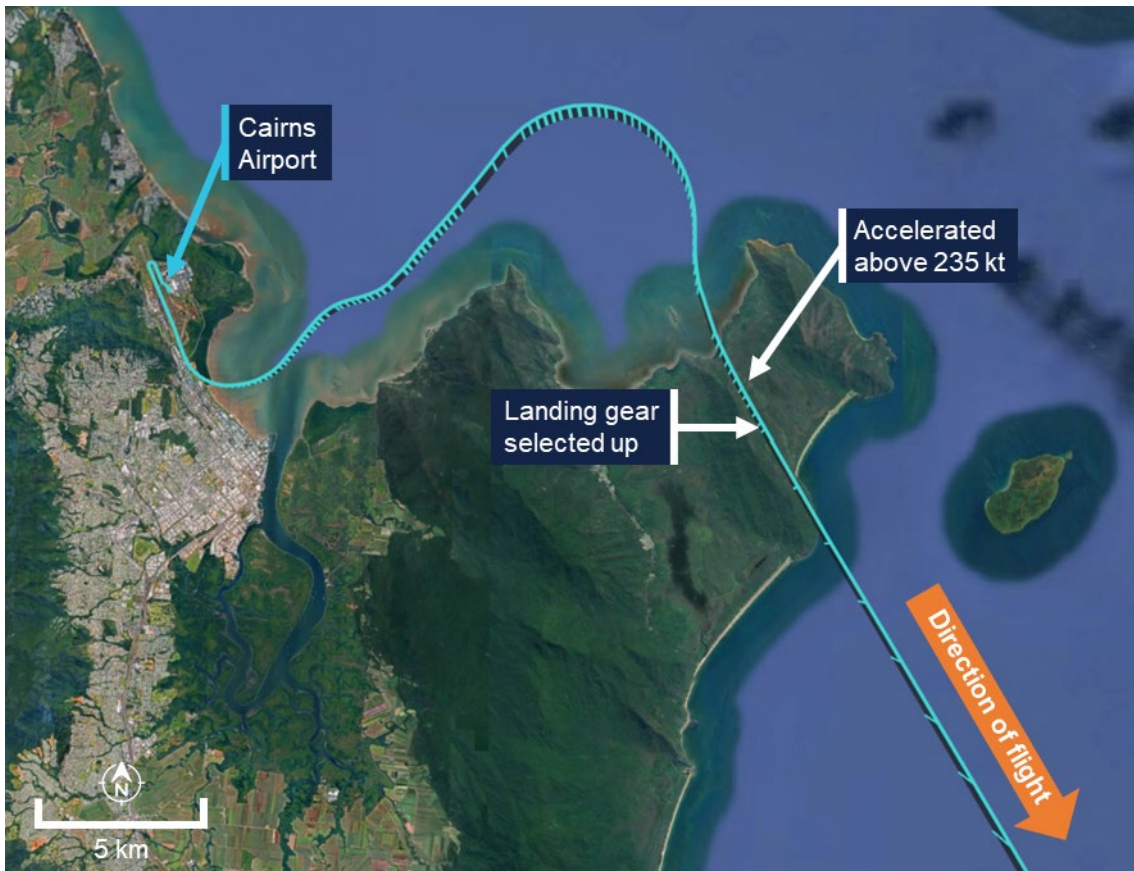 Cairns
Airport
Accelerated
above 235 kt
Landing gear
selected up
Direction of flight
N
5 km